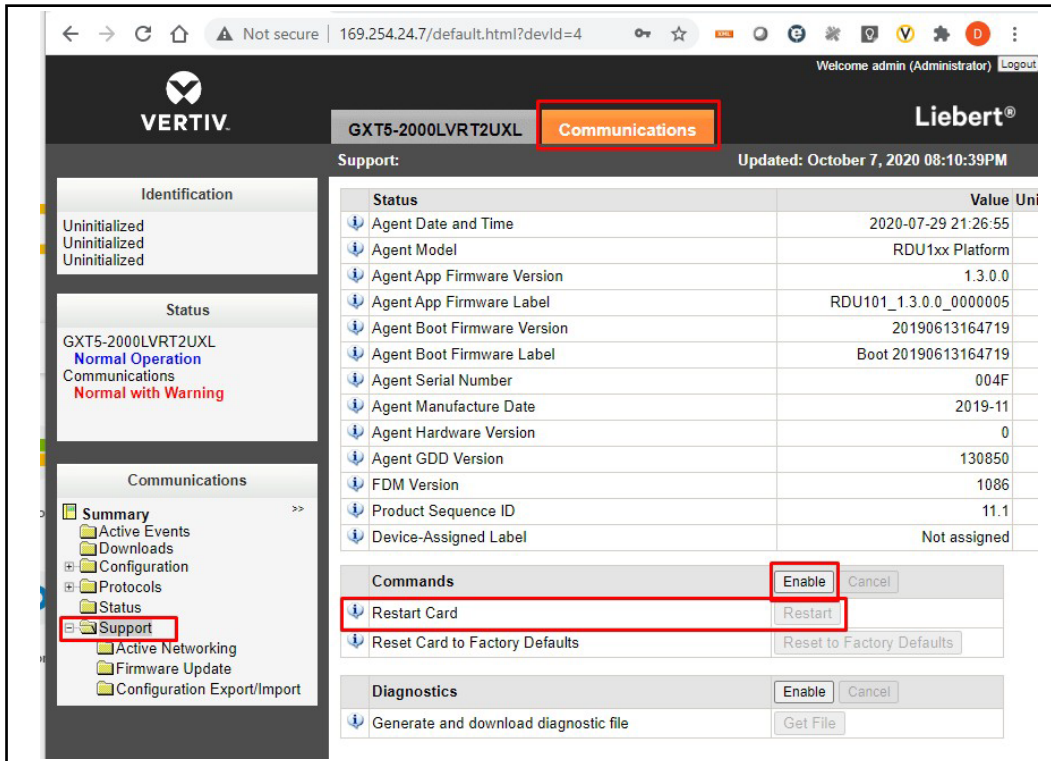 Not secure | 169.254.24.7/default.html?devId=4
Welcome admin (Administrator) Logout
VERTIV.
GXT5-2000LVRT2UXL Communications Liebert®
Support: Updated: October 7, 2020 08:10:39PM
Identification
Uninitialized
Uninitialized
Uninitialized
Status
GXT5-2000LVRT2UXL
Normal Operation
Communications
Normal with Warning
Communications
Summary >>
Active Events
Downloads
Configuration
Protocols
Status
Support
Active Networking
Firmware Update
Configuration Export/Import
Status Value Uni
Agent Date and Time 2020-07-29 21:26:55
Agent Model RDU1xx Platform
Agent App Firmware Version 1.3.0.0
Agent App Firmware Label RDU101_1.3.0.0_0000005
Agent Boot Firmware Version 20190613164719
Agent Boot Firmware Label Boot 20190613164719
Agent Serial Number 004F
Agent Manufacture Date 2019-11
Agent Hardware Version 0
Agent GDD Version 130850
FDM Version 1086
Product Sequence ID 11.1
Device-Assigned Label Not assigned
Commands Enable Cancel
Restart Card Restart
Reset Card to Factory Defaults Reset to Factory Defaults
Diagnostics Enable Cancel
Generate and download diagnostic file Get File